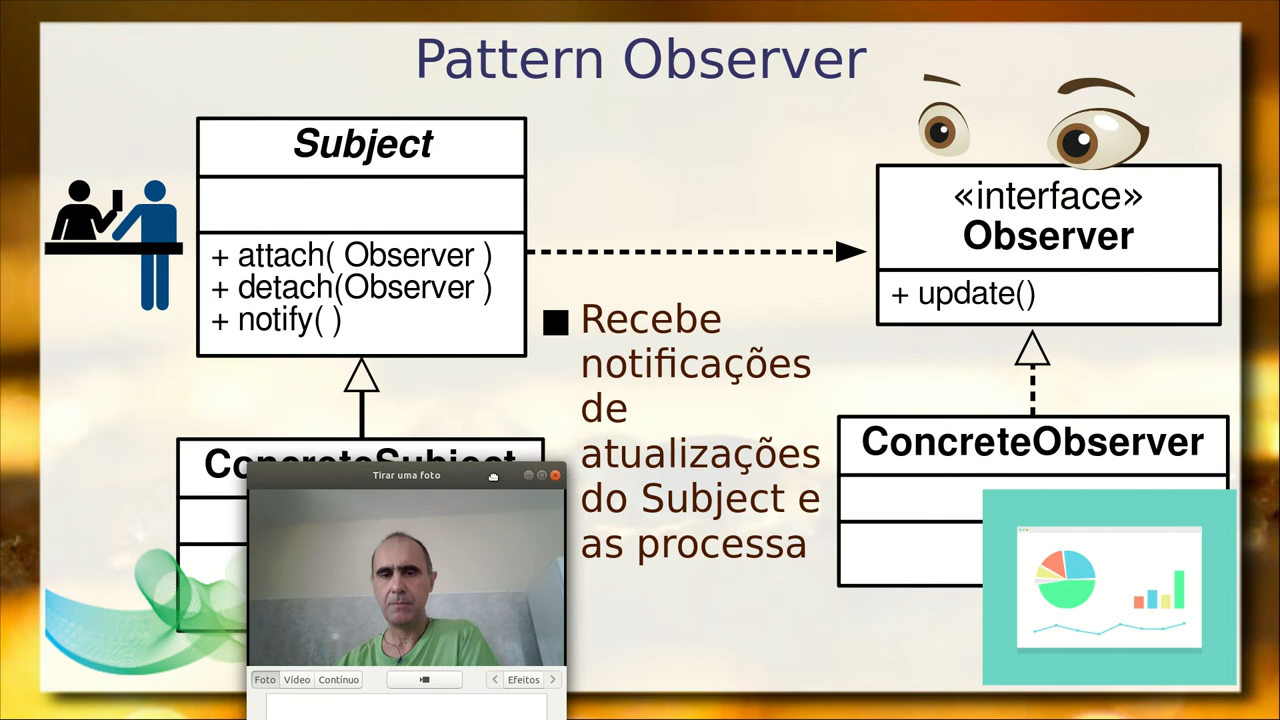 Pattern Observer
Subject
+ attach( Observer )
+ detach(Observer )
+ notify( )
«interface»
Observer
+ update()
Recebe
notificações
de
atualizações
do Subject e
as processa
ConcreteSubject
ConcreteObserver
Tirar uma foto
Foto
Vídeo
Contínuo
Efeitos